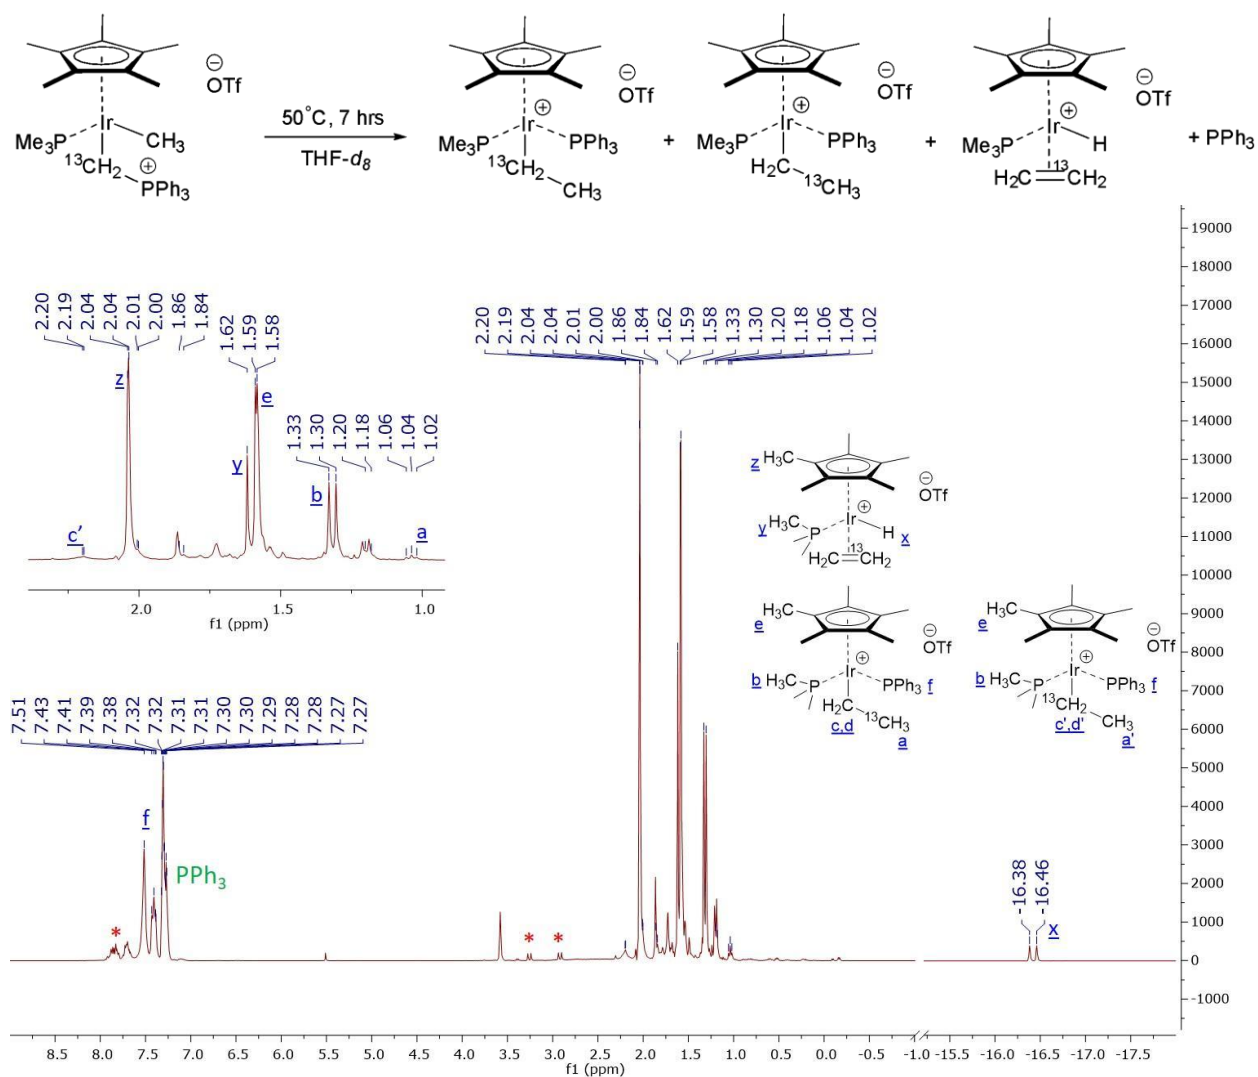 ⊖
OTf
Ir
Me3P
CH3
13CH2
⊕
PPh3
50°C, 7 hrs
THF-d8
⊖
OTf
⊕
Ir
Me3P
PPh3
13CH2
CH3
+
⊖
OTf
⊕
Ir
Me3P
PPh3
H2C
13CH3
+
⊖
OTf
⊕
Ir
Me3P
H
H2C
13
CH2
+ PPh3
2.20
2.19
2.04
2.04
2.01
2.00
1.86
1.84
1.62
1.59
1.58
1.33
1.30
1.20
1.18
1.06
1.04
1.02
z
e
y
b
c'
a
2.0
1.5
1.0
f1 (ppm)
2.20
2.19
2.04
2.04
2.01
2.00
1.86
1.84
1.62
1.59
1.58
1.33
1.30
1.20
1.18
1.06
1.04
1.02
z
H3C
⊖
OTf
⊕
Ir
H3C
y
P
H
x
H2C
13
CH2
H3C
e
⊖
OTf
⊕
Ir
b
H3C
P
PPh3
f
H2C
c,d
13CH3
a
H3C
e
⊖
OTf
⊕
Ir
b
H3C
P
PPh3
f
13CH2
c',d'
CH3
a'
7.51
7.43
7.41
7.39
7.38
7.32
7.32
7.31
7.31
7.30
7.30
7.29
7.28
7.28
7.27
7.27
f
PPh3
*
*
*
-16.38
-16.46
x
19000
18000
17000
16000
15000
14000
13000
12000
11000
10000
9000
8000
7000
6000
5000
4000
3000
2000
1000
0
-1000
8.5 8.0 7.5 7.0 6.5 6.0 5.5 5.0 4.5 4.0 3.5 3.0 2.5 2.0 1.5 1.0 0.5 0.0 -0.5 -1.0 -15.5 -16.0 -16.5 -17.0 -17.5
f1 (ppm)